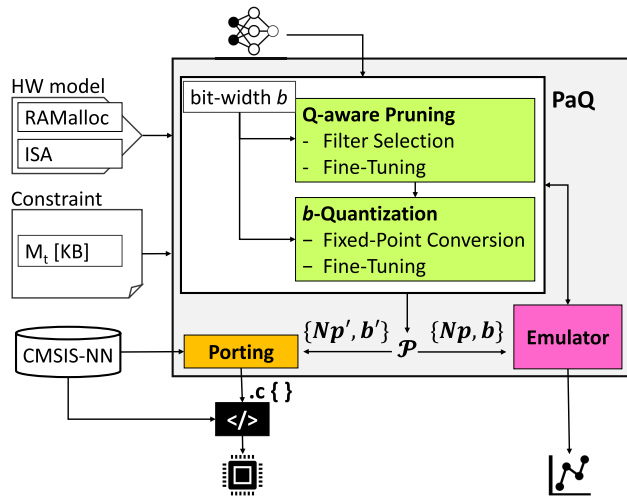 HW model
RAMalloc
ISA
Constraint
Mₜ [KB]
CMSIS-NN
PaQ
bit-width b
Q-aware Pruning
- Filter Selection
- Fine-Tuning
b-Quantization
− Fixed-Point Conversion
− Fine-Tuning
{Np′, b′}
𝒫
{Np, b}
Porting
Emulator
.c { }
</>